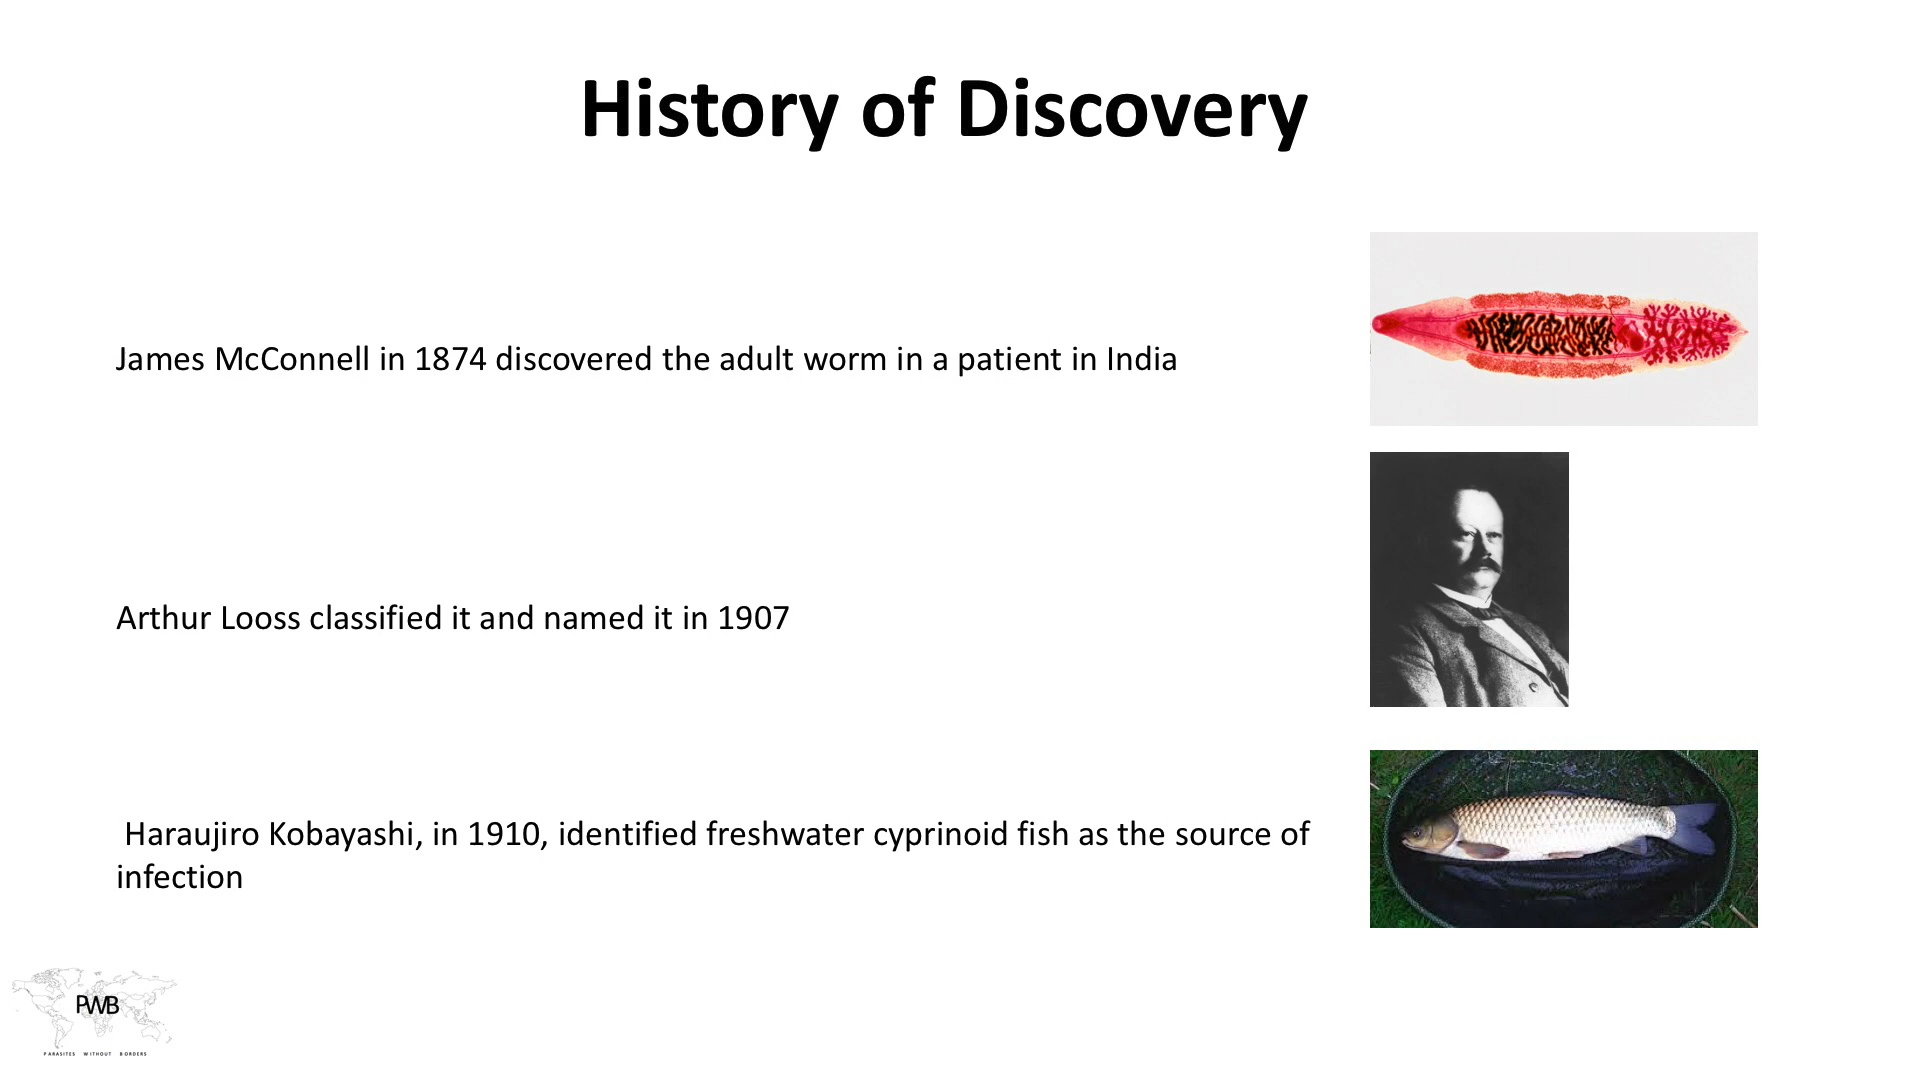 History of Discovery
James McConnell in 1874 discovered the adult worm in a patient in India
Arthur Looss classified it and named it in 1907
Haraujiro Kobayashi, in 1910, identified freshwater cyprinoid fish as the source of
infection
PWB
PARASITES WITHOUT BORDERS